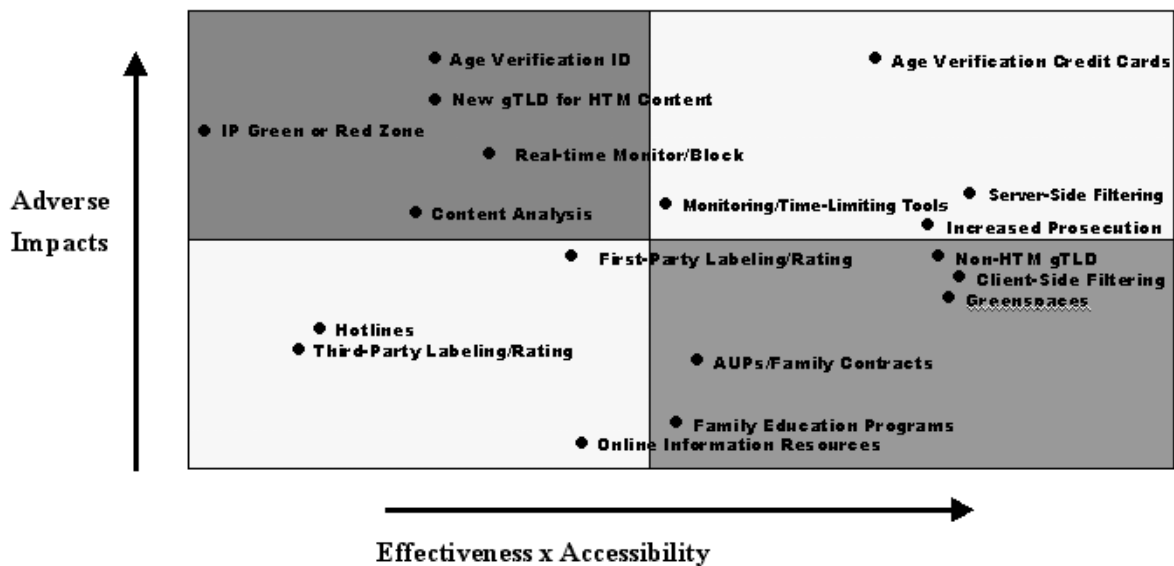 Age Verification ID
Age Verification Credit Cards
New gTLD for HTM Content
IP Green or Red Zone
Real-time Monitor/Block
Adverse
Impacts
Server-Side Filtering
Monitoring/Time-Limiting Tools
Content Analysis
Increased Prosecution
First-Party Labeling/Rating
Non-HTM gTLD
Client-Side Filtering
Greenspaces
Hotlines
Third-Party Labeling/Rating
AUPs/Family Contracts
Family Education Programs
Online Information Resources
Effectiveness x Accessibility